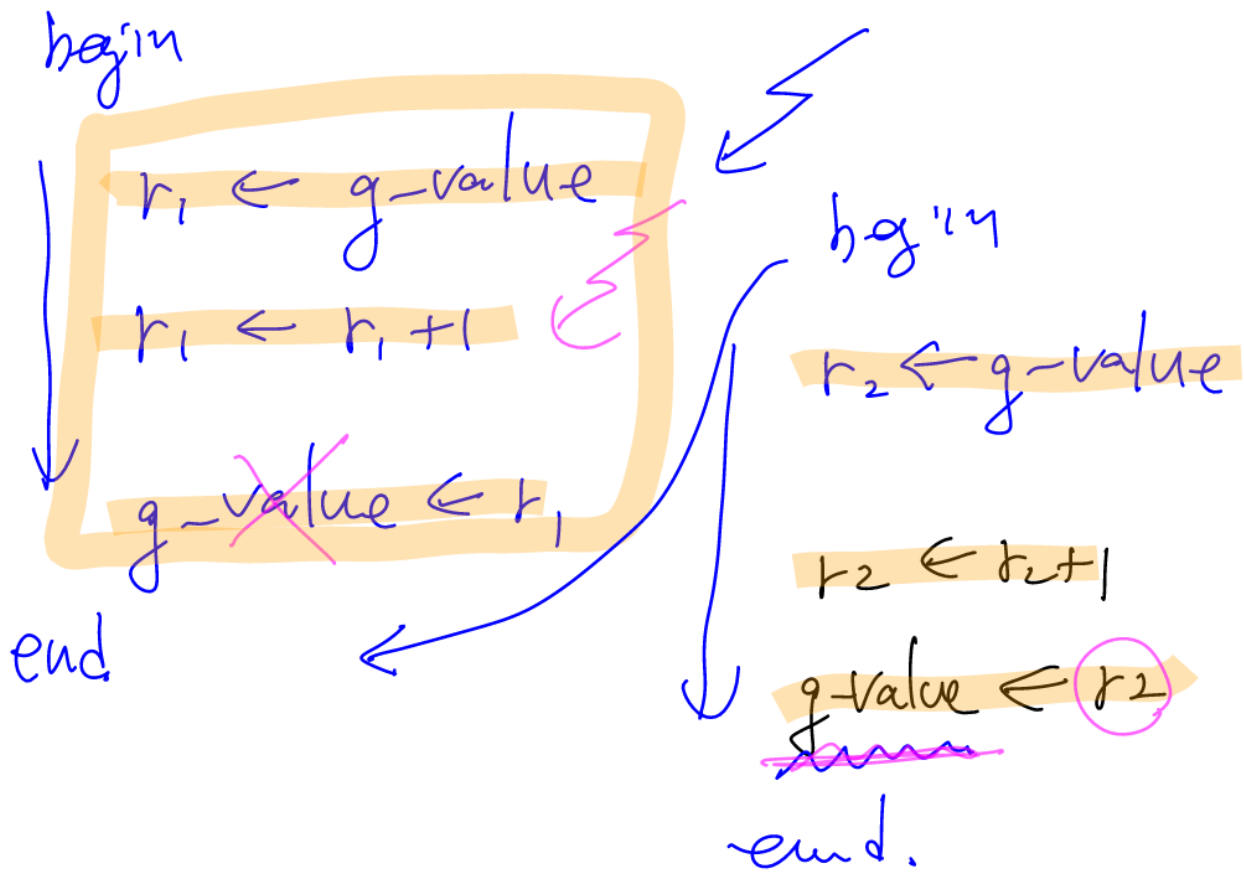 begin
r₁ ← g-value
r₁ ← r₁ + 1
g-value ← r₁
end
begin
r₂ ← g-value
r2 ← r₂ + 1
g-value ← r2
end.